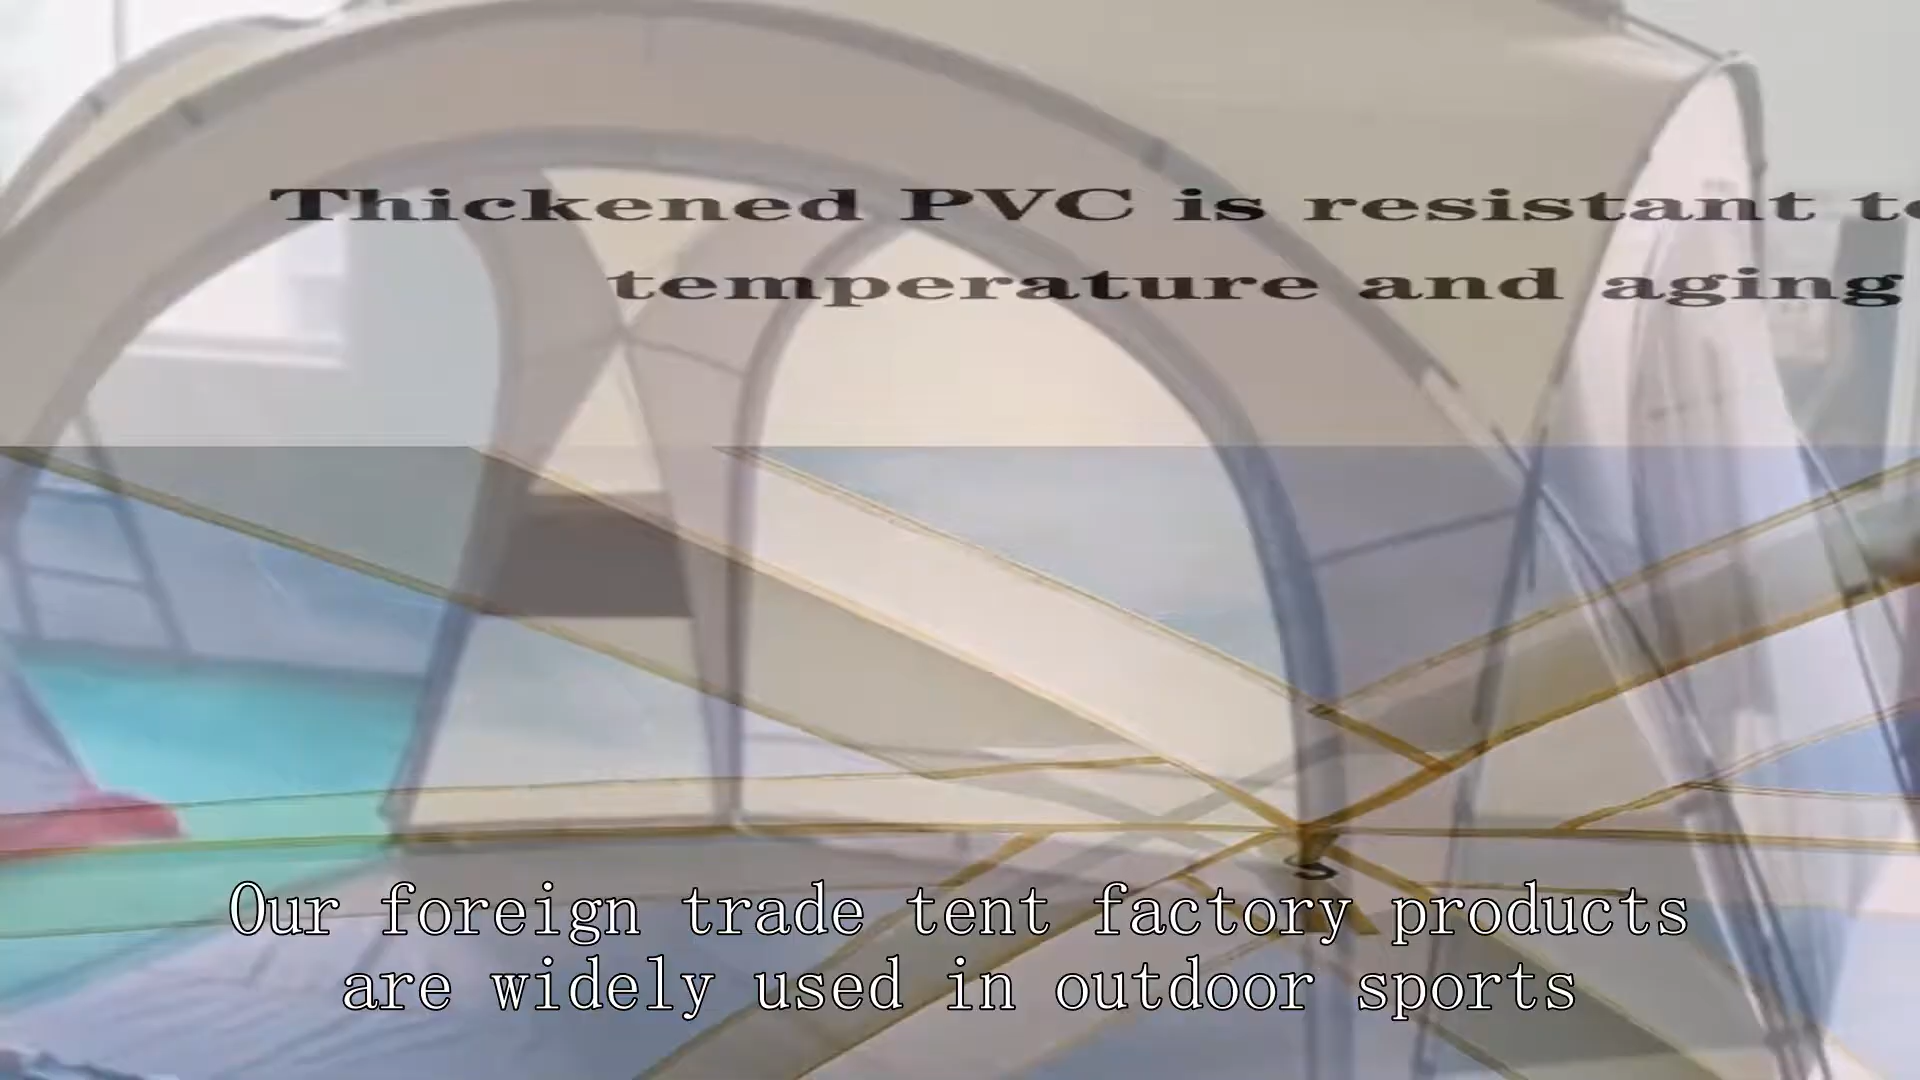 Thickened PVC is resistant
temperature and aging
Our foreign trade tent factory products
are widely used in outdoor sports